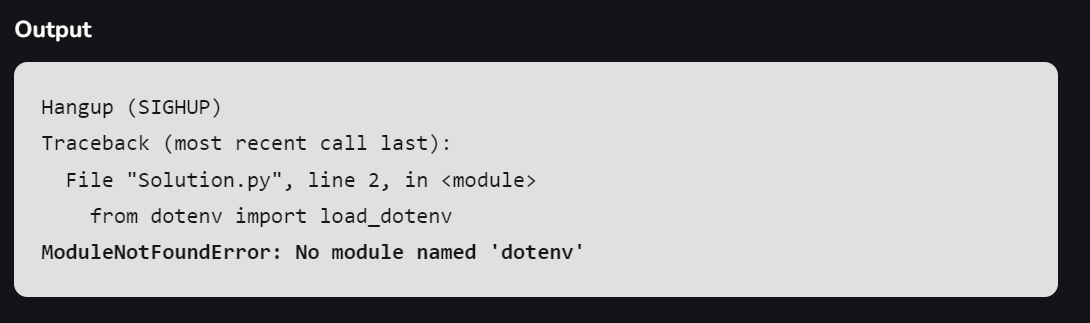 Output
Hangup (SIGHUP)
Traceback (most recent call last):
  File "Solution.py", line 2, in <module>
    from dotenv import load_dotenv
ModuleNotFoundError: No module named 'dotenv'